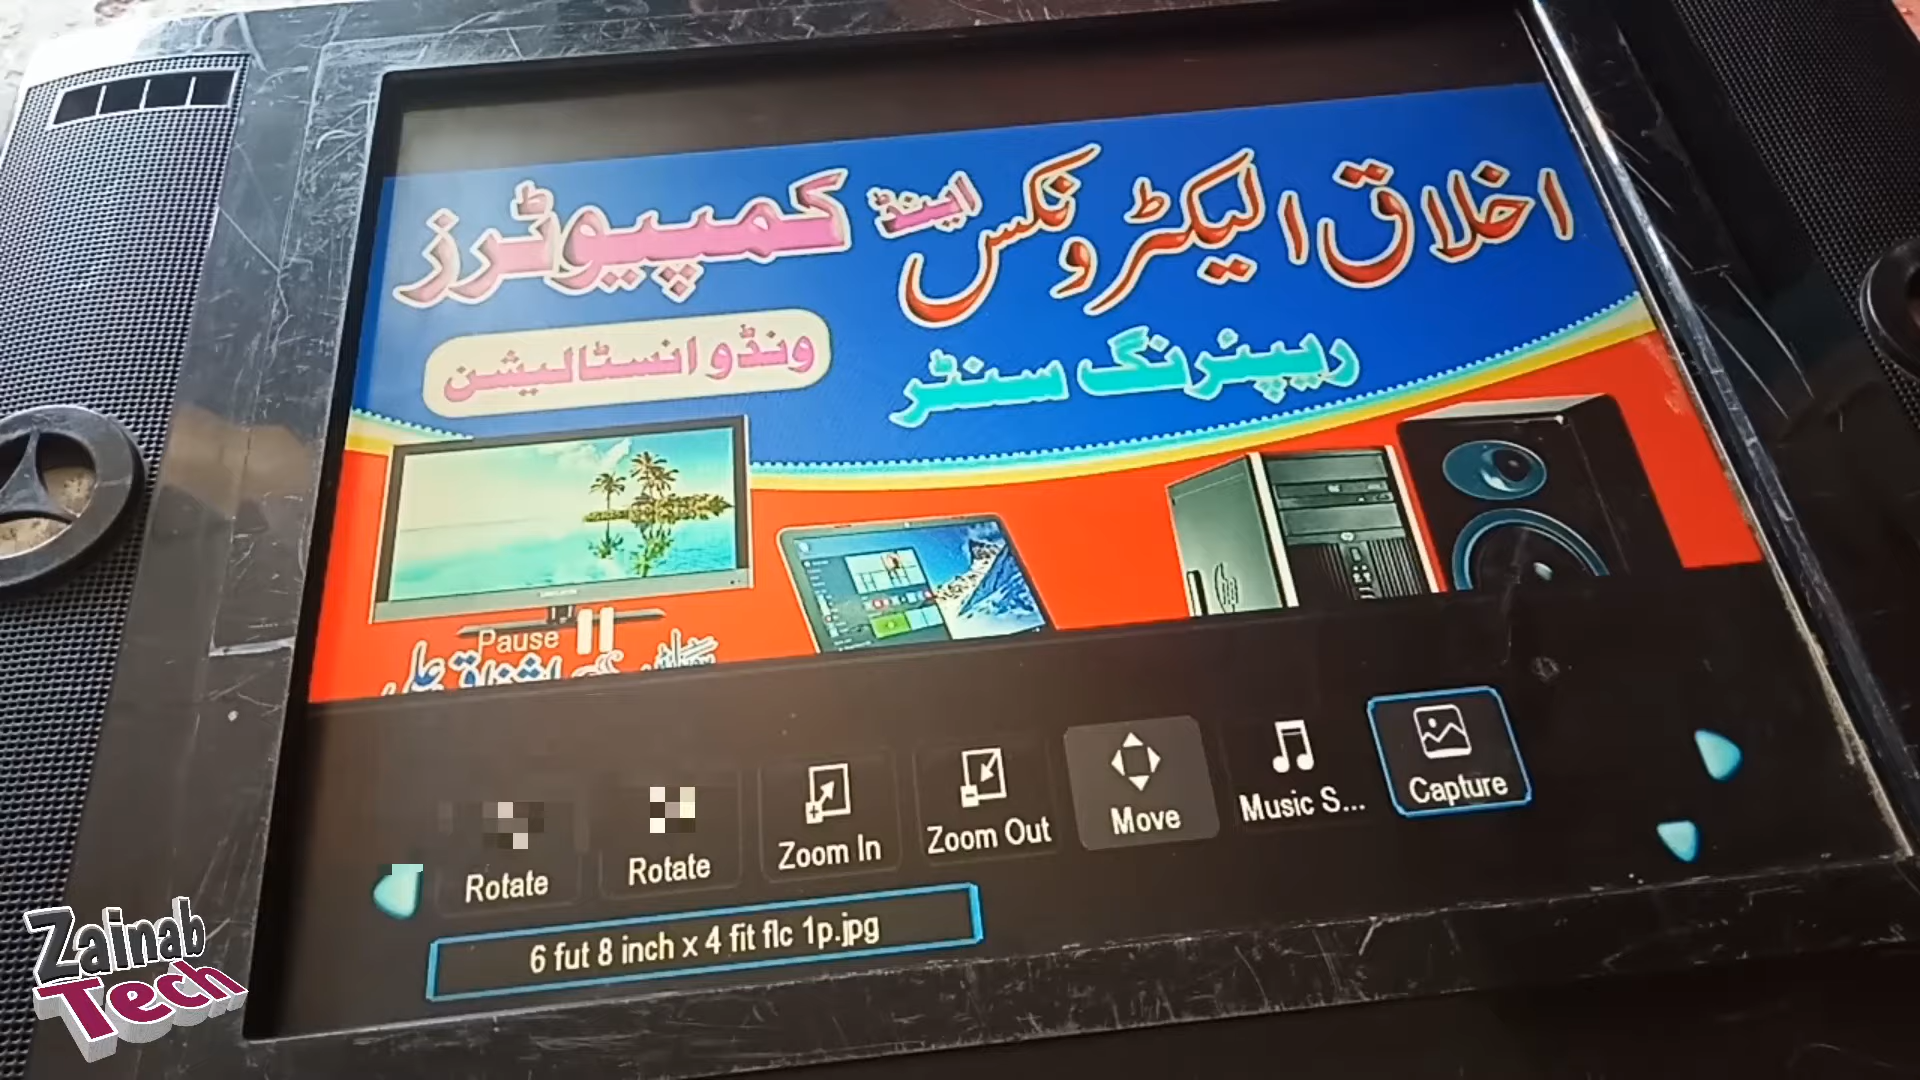 اخلاق الیکٹرونکس اینڈ کمپیوٹرز
ریپئرنگ سنٹر
ونڈو انسٹالیشن
Pause
Rotate
Rotate
Zoom In
Zoom Out
Move
Music S...
Capture
6 fut 8 inch x 4 fit flc 1p.jpg
Zainab
Tech